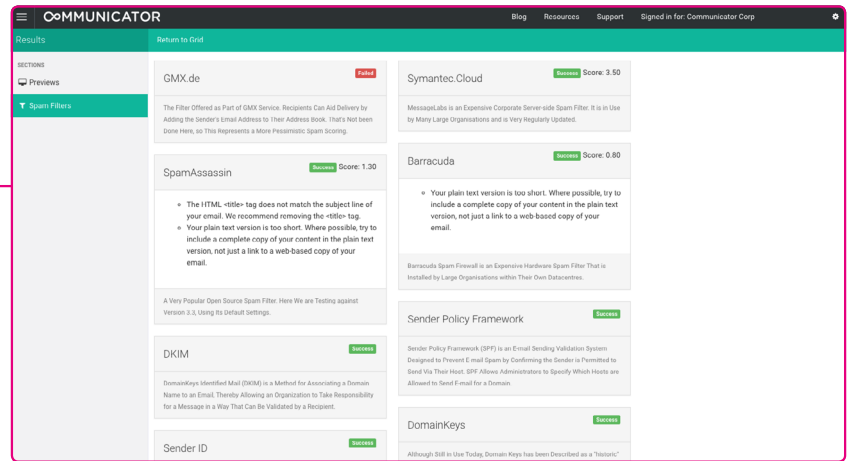 COMMUNICATOR
Blog Resources Support Signed in for: Communicator Corp
Results
Return to Grid
SECTIONS
Previews
Spam Filters
GMX.de
Failed
The Filter Offered as Part of GMX Service. Recipients Can Aid Delivery by
Adding the Sender's Email Address to Their Address Book. That's Not been
Done Here, so This Represents a More Pessimistic Spam Scoring.
SpamAssassin
Success Score: 1.30
The HTML <title> tag does not match the subject line of
your email. We recommend removing the <title> tag.
Your plain text version is too short. Where possible, try to
include a complete copy of your content in the plain text
version, not just a link to a web-based copy of your
email.
A Very Popular Open Source Spam Filter. Here We are Testing against
Version 3.3, Using Its Default Settings.
DKIM
Success
DomainKeys Identified Mail (DKIM) is a Method for Associating a Domain
Name to an Email. Thereby Allowing an Organization to Take Responsibility
for a Message in a Way That Can Be Validated by a Recipient.
Sender ID
Success
Symantec.Cloud
Success Score: 3.50
MessageLabs is an Expensive Corporate Server-side Spam Filter. It is in Use
by Many Large Organisations and is Very Regularly Updated.
Barracuda
Success Score: 0.80
Your plain text version is too short. Where possible, try to
include a complete copy of your content in the plain text
version, not just a link to a web-based copy of your
email.
Barracuda Spam Firewall is an Expensive Hardware Spam Filter That is
Installed by Large Organisations within Their Own Datacentres.
Sender Policy Framework
Success
Sender Policy Framework (SPF) is an E-mail Sending Validation System
Designed to Prevent E-mail Spam by Confirming the Sender is Permitted to
Send Via Their Host. SPF Allows Administrators to Specify Which Hosts are
Allowed to Send E-mail for a Domain.
DomainKeys
Success
Although Still in Use Today, Domain Keys has been Described as a "historic"